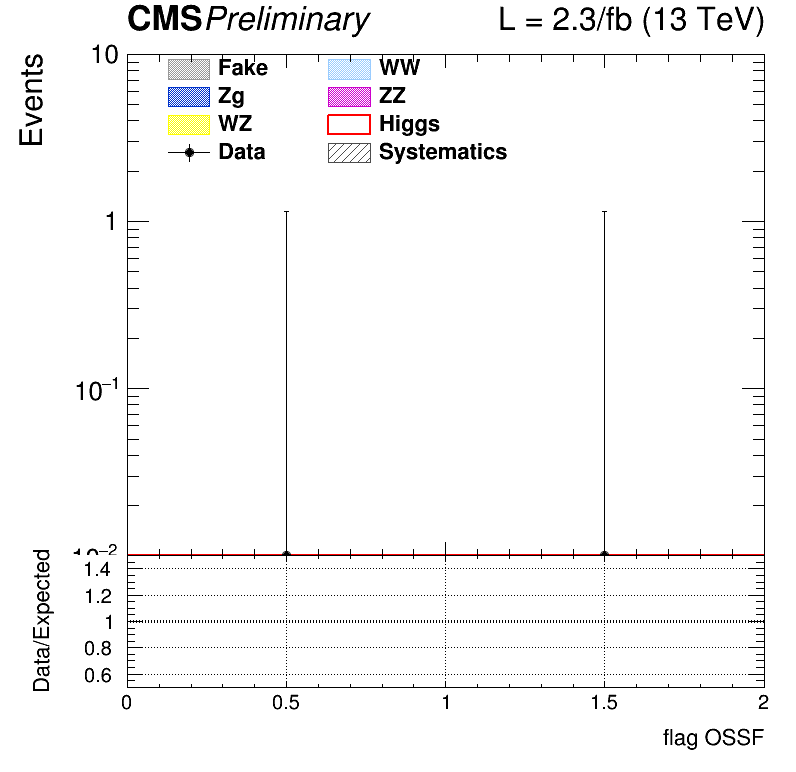 CMS Preliminary L = 2.3/fb (13 TeV)
Events
10
1
10⁻¹
Fake WW
Zg ZZ
WZ Higgs
Data Systematics
Data/Expected
1.4
1.2
1
0.8
0.6
0 0.5 1 1.5 2
flag OSSF